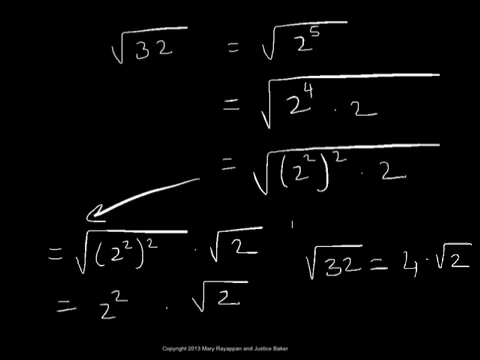 √32 = √2⁵
= √2⁴ · 2
= √(2²)² · 2
= √(2²)² · √2
= 2² · √2
√32 = 4 · √2
Copyright 2013 Mary Rayappan and Justice Baker